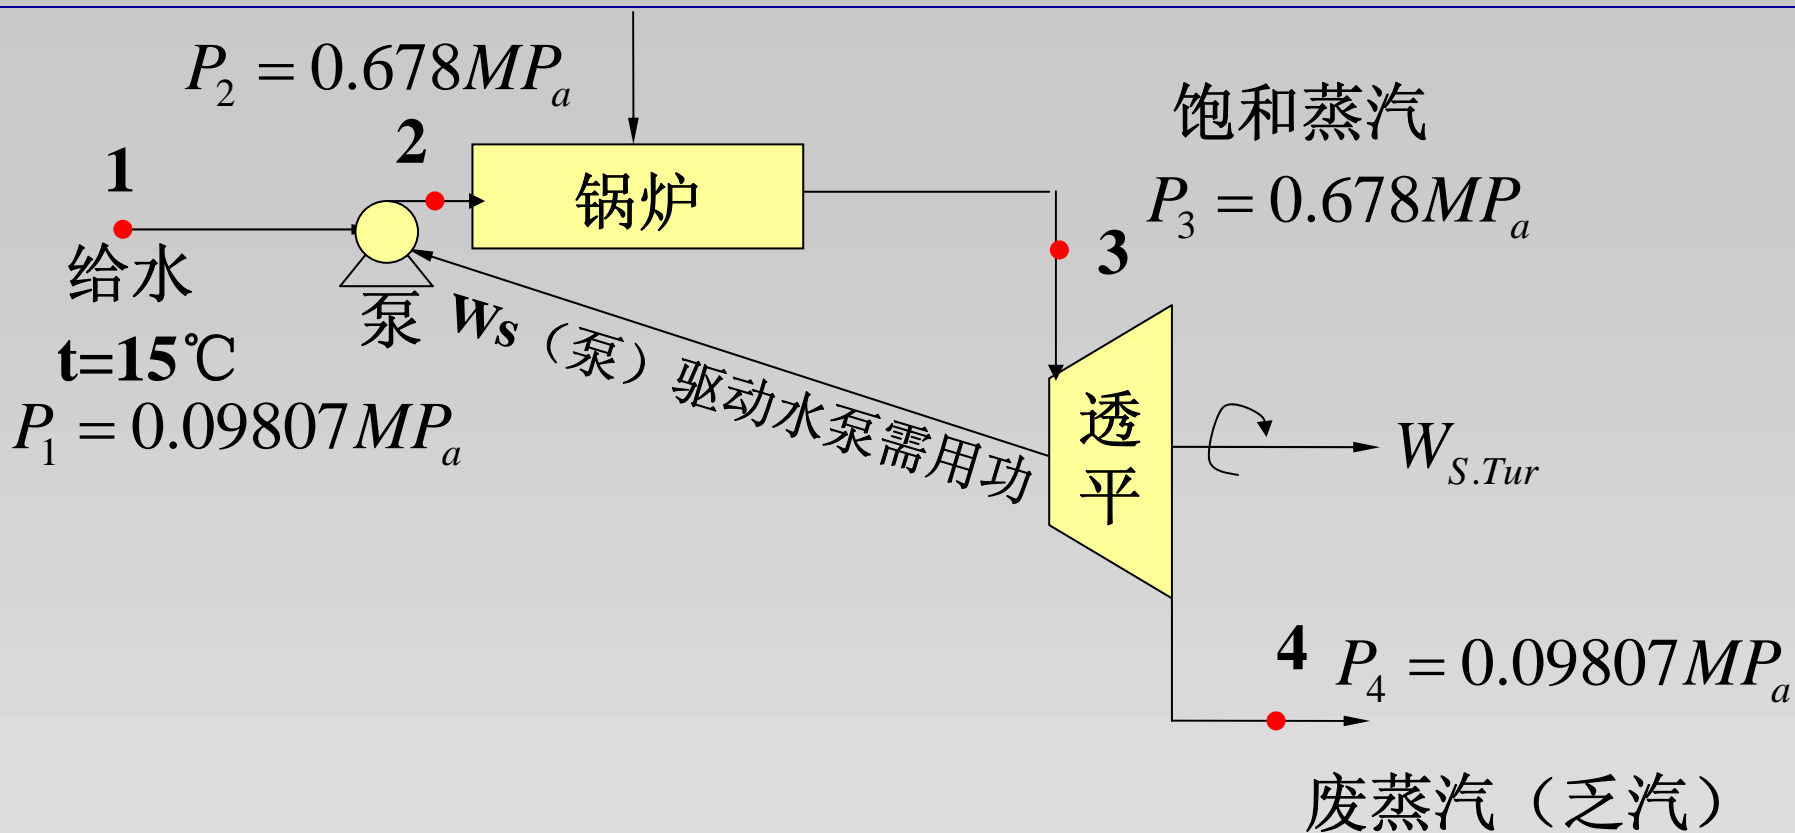 P₂ = 0.678MPₐ
饱和蒸汽
2
1
锅炉
P₃ = 0.678MPₐ
3
给水
泵
Ws（泵）驱动水泵需用功
t=15℃
P₁ = 0.09807MPₐ
透平
W_{S.Tur}
4
P₄ = 0.09807MPₐ
废蒸汽（乏汽）